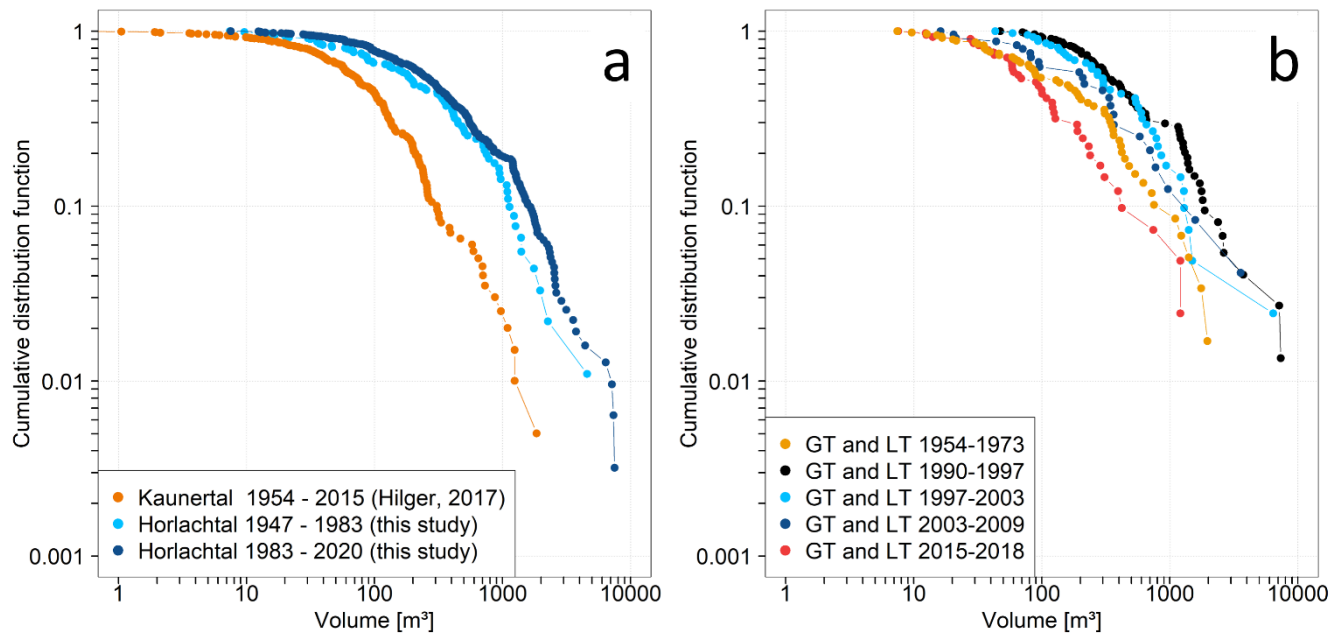 a
Cumulative distribution function
1
0.1
0.01
0.001
Kaunertal 1954 - 2015 (Hilger, 2017)
Horlachtal 1947 - 1983 (this study)
Horlachtal 1983 - 2020 (this study)
1 10 100 1000 10000
Volume [m³]
b
Cumulative distribution function
1
0.1
0.01
0.001
GT and LT 1954-1973
GT and LT 1990-1997
GT and LT 1997-2003
GT and LT 2003-2009
GT and LT 2015-2018
1 10 100 1000 10000
Volume [m³]